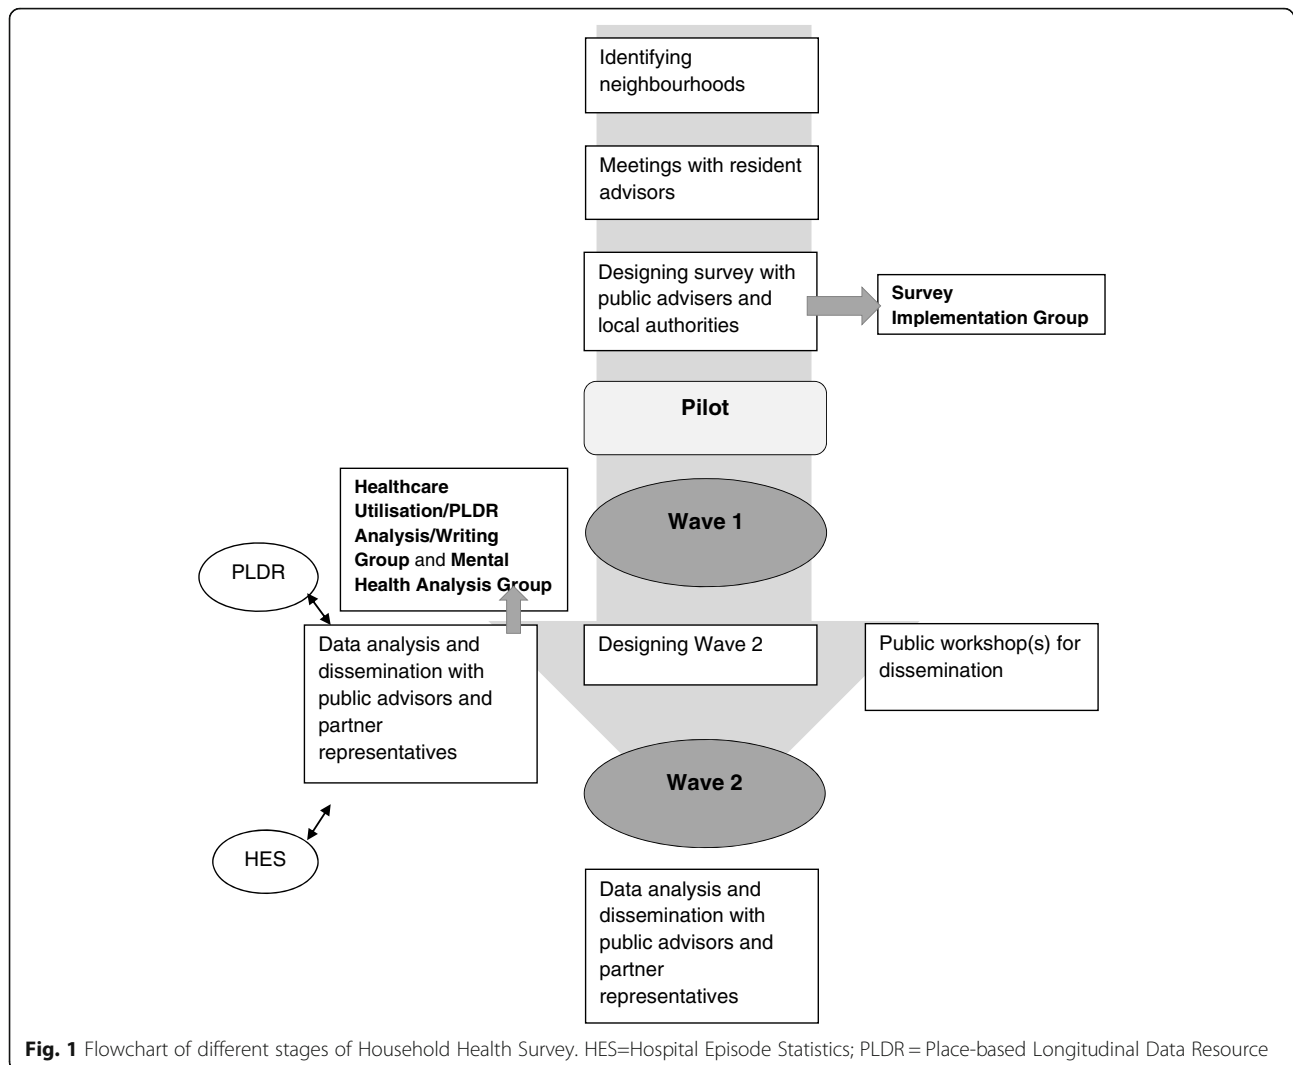 Identifying
neighbourhoods
Meetings with resident
advisors
Designing survey with
public advisers and
local authorities
Survey
Implementation Group
Pilot
Healthcare
Utilisation/PLDR
Analysis/Writing
Group and Mental
Health Analysis Group
Wave 1
PLDR
Data analysis and
dissemination with
public advisors and
partner
representatives
Designing Wave 2
Public workshop(s) for
dissemination
Wave 2
HES
Data analysis and
dissemination with
public advisors and
partner
representatives
Fig. 1 Flowchart of different stages of Household Health Survey. HES=Hospital Episode Statistics; PLDR = Place-based Longitudinal Data Resource